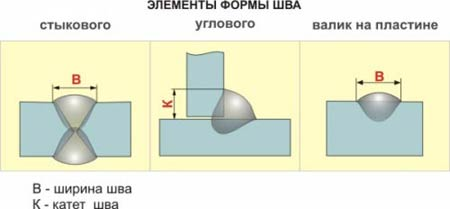 ЭЛЕМЕНТЫ ФОРМЫ ШВА
стыкового
углового
валик на пластине
В
К
В
В - ширина шва
К - катет шва